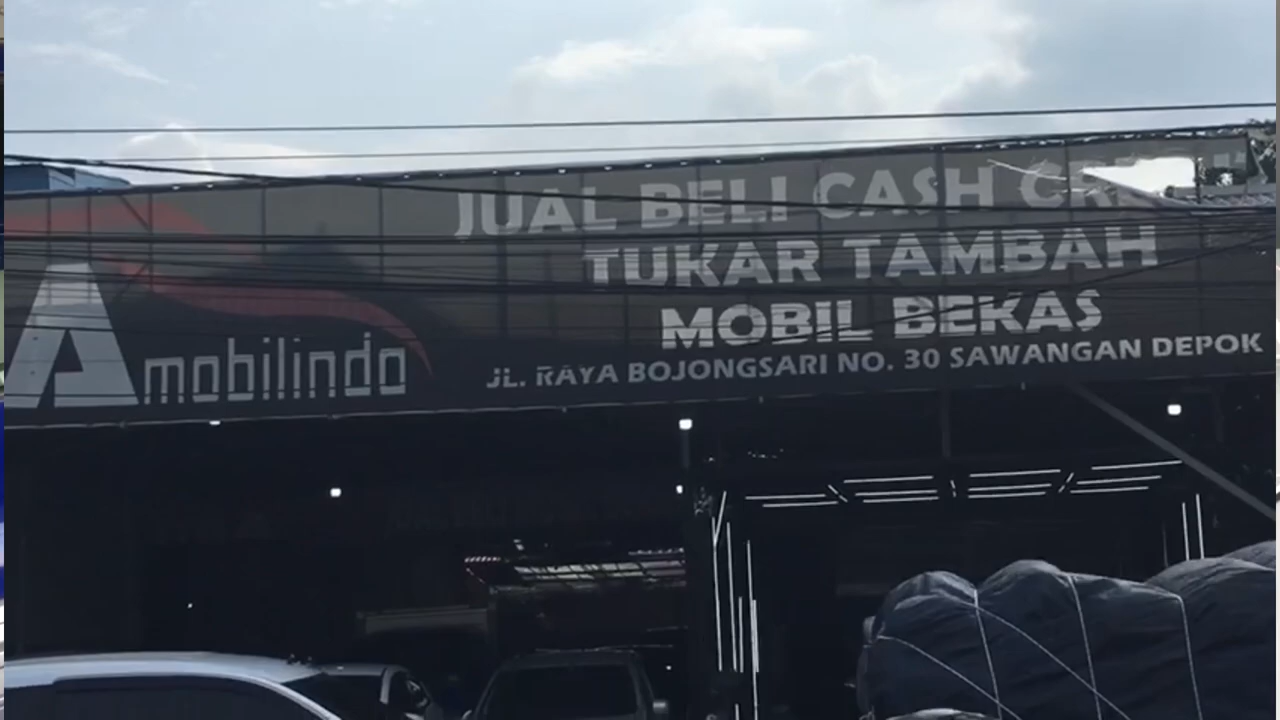 JUAL BELI CASH
TUKAR TAMBAH
MOBIL BEKAS
JL. RAYA BOJONGSARI NO. 30 SAWANGAN DEPOK
A mobilindo